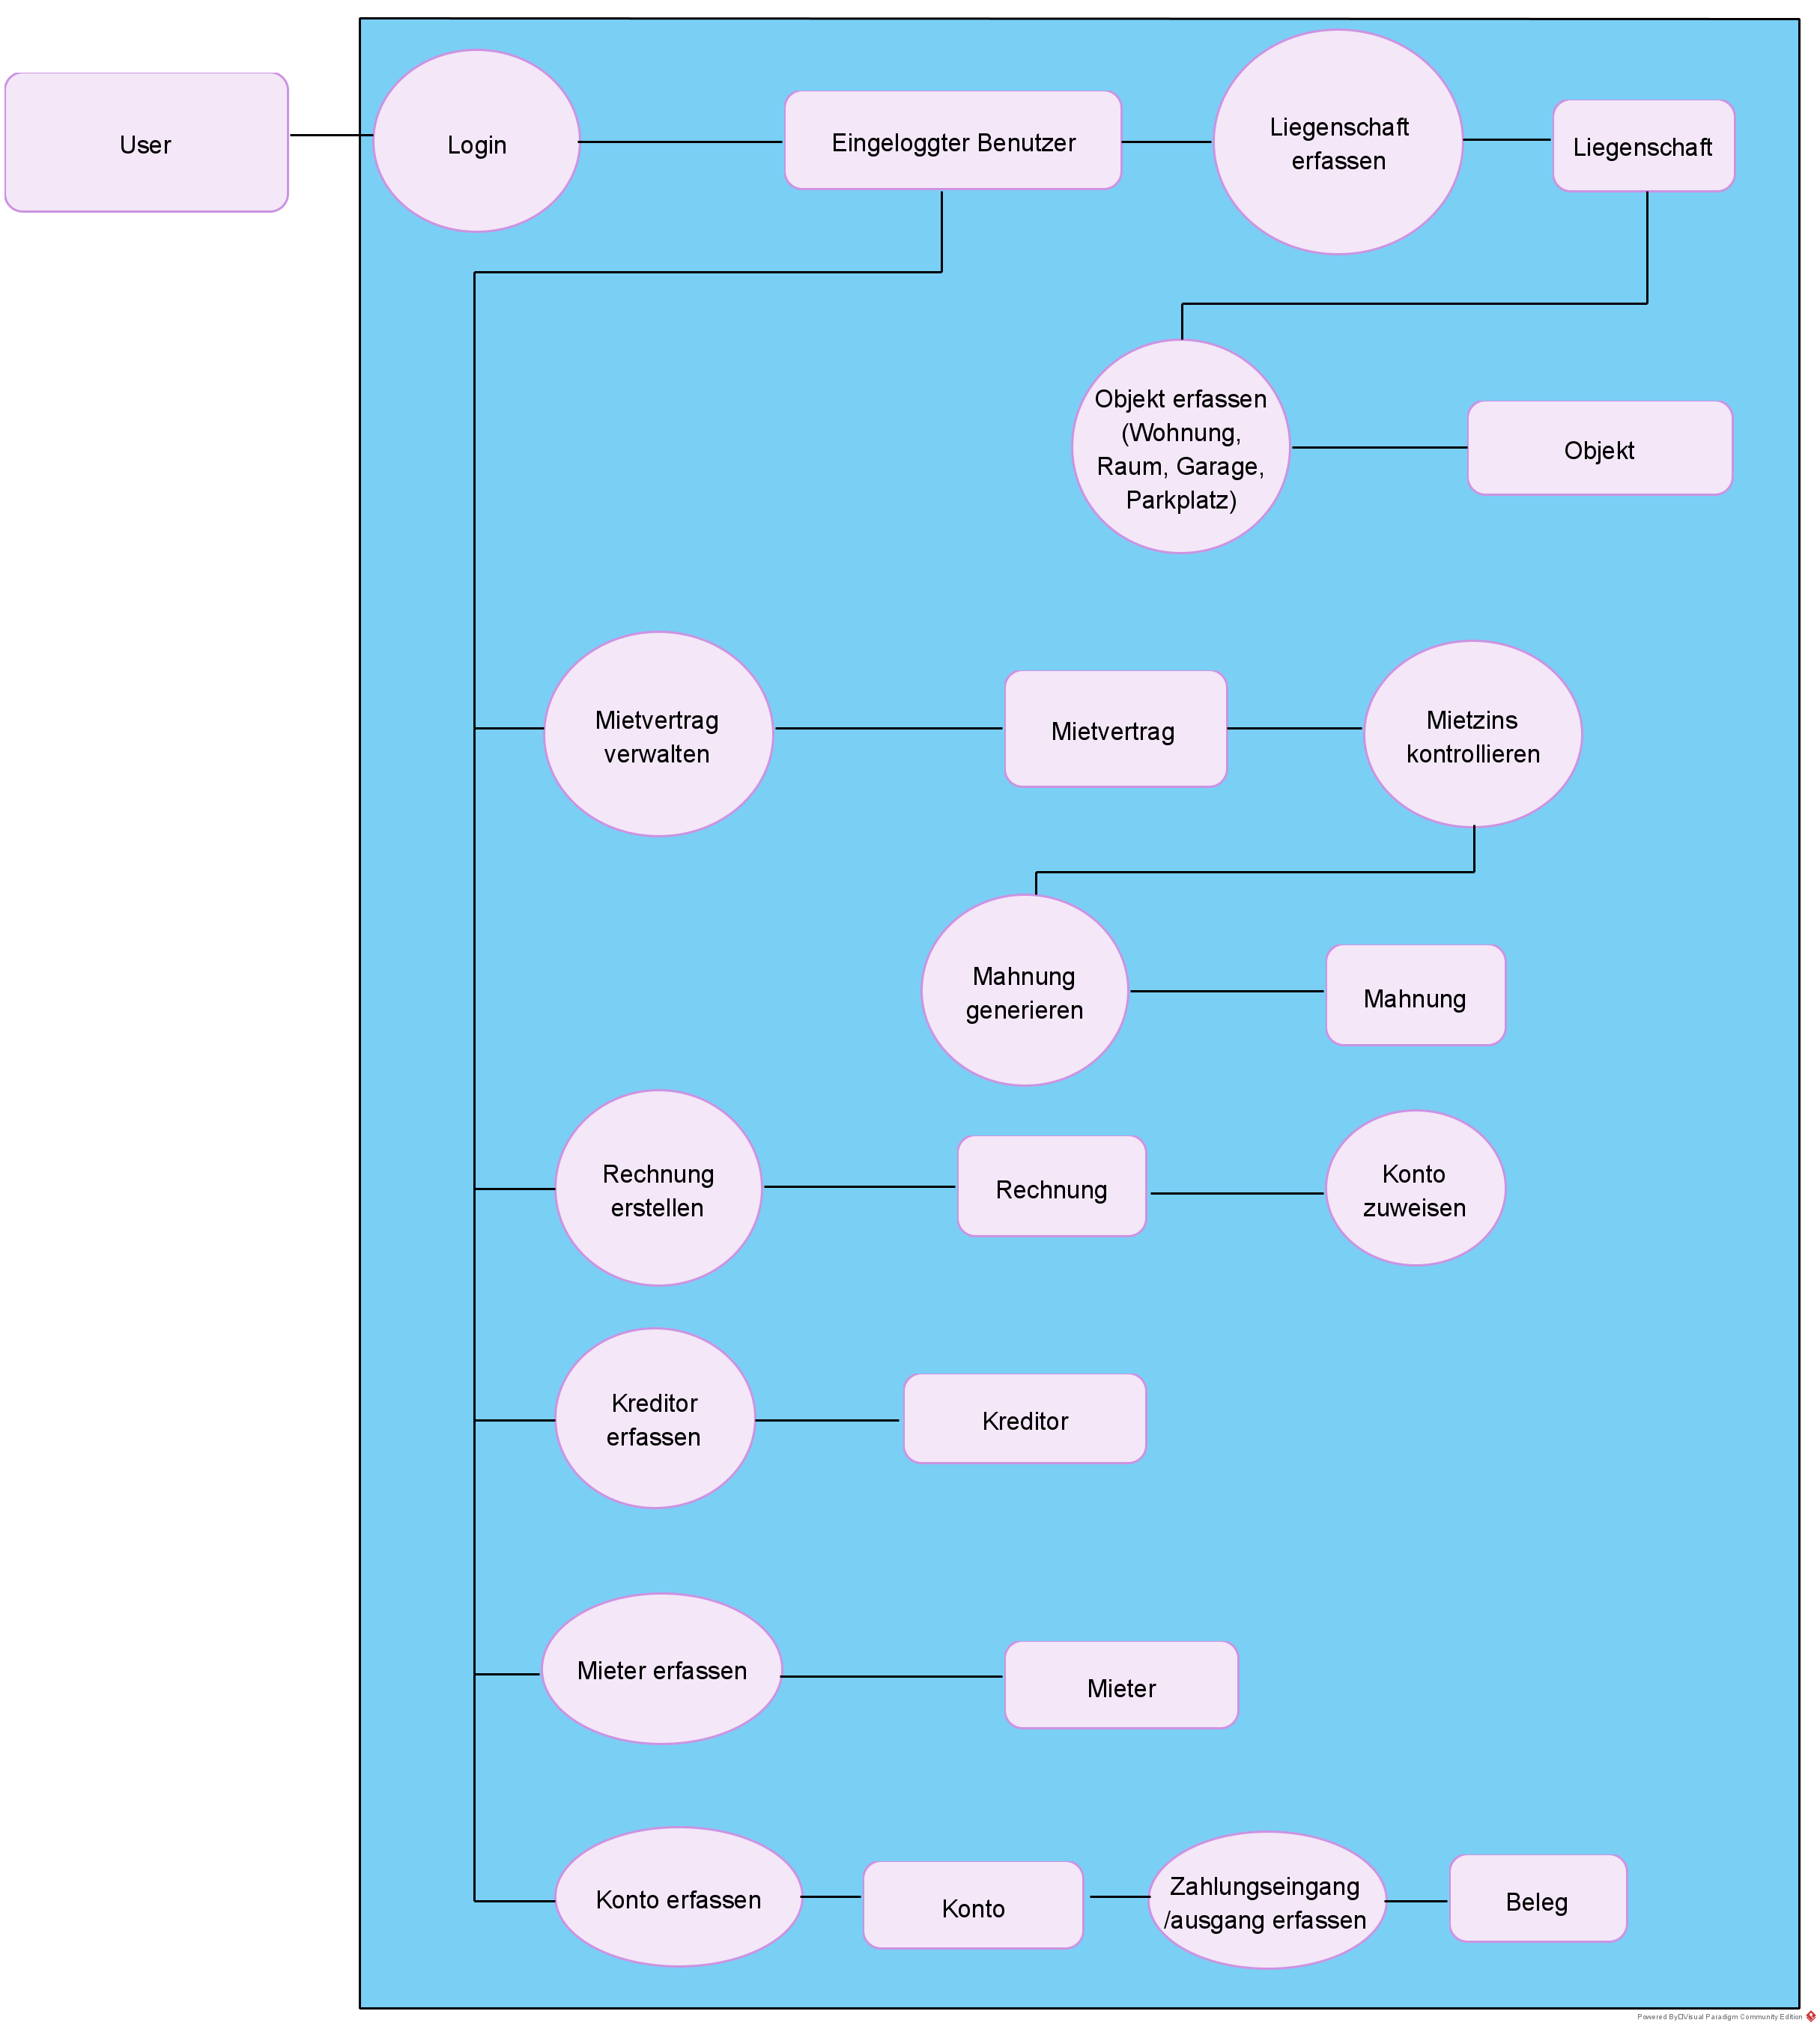 User
Login
Eingeloggter Benutzer
Liegenschaft
erfassen
Liegenschaft
Objekt erfassen
(Wohnung,
Raum, Garage,
Parkplatz)
Objekt
Mietvertrag
verwalten
Mietvertrag
Mietzins
kontrollieren
Mahnung
generieren
Mahnung
Rechnung
erstellen
Rechnung
Konto
zuweisen
Kreditor
erfassen
Kreditor
Mieter erfassen
Mieter
Konto erfassen
Konto
Zahlungseingang
/ausgang erfassen
Beleg
Powered By Visual Paradigm Community Edition